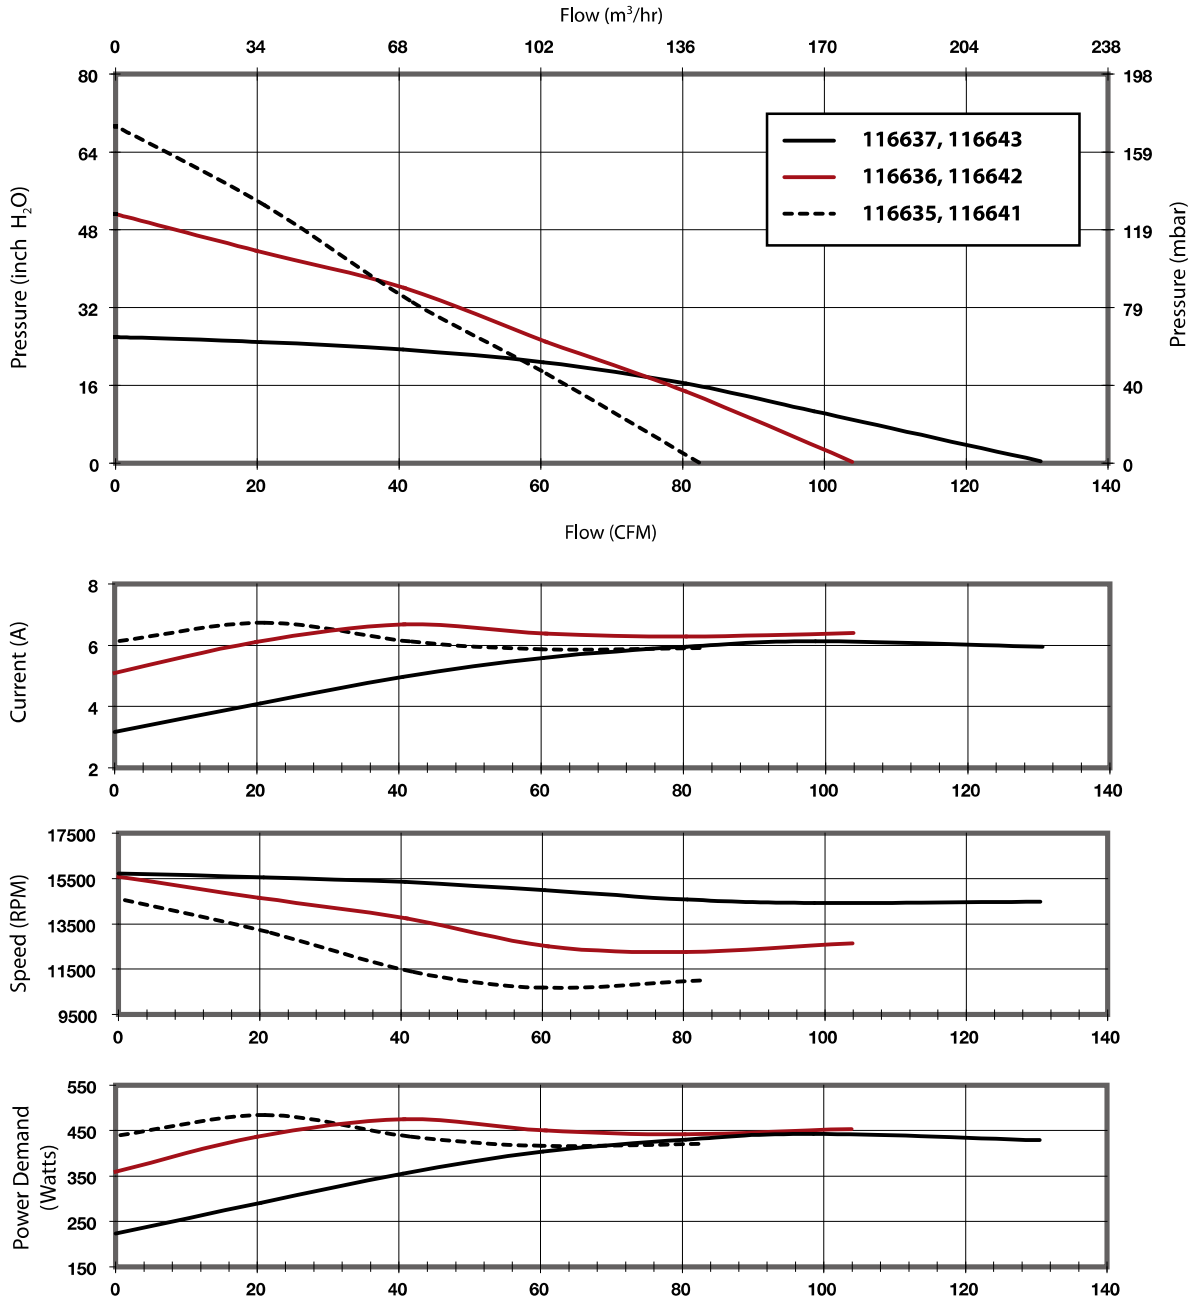 Flow (m³/hr)
0 34 68 102 136 170 204 238
80 198
64 159
48 119
32 79
16 40
0 0
Pressure (inch H₂O)
Pressure (mbar)
116637, 116643
116636, 116642
116635, 116641
0 20 40 60 80 100 120 140
Flow (CFM)
Current (A)
8
6
4
2
0 20 40 60 80 100 120 140
Speed (RPM)
17500
15500
13500
11500
9500
0 20 40 60 80 100 120 140
Power Demand
(Watts)
550
450
350
250
150
0 20 40 60 80 100 120 140